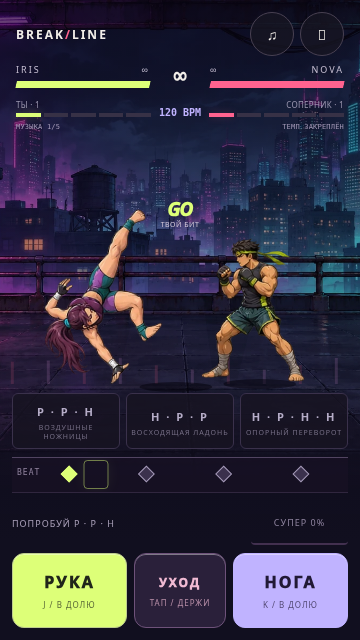 BREAK/LINE
IRIS ∞ ∞ ∞ NOVA
ТЫ · 1 120 BPM СОПЕРНИК · 1
МУЗЫКА 1/5 ТЕМП ЗАКРЕПЛЁН
GO
ТВОЙ БИТ
Р · Р · Н
ВОЗДУШНЫЕ НОЖНИЦЫ
Н · Р · Р
ВОСХОДЯЩАЯ ЛАДОНЬ
Н · Р · Н · Н
ОПОРНЫЙ ПЕРЕВОРОТ
BEAT
ПОПРОБУЙ Р · Р · Н
СУПЕР 0%
РУКА
J / В ДОЛЮ
УХОД
ТАП / ДЕРЖИ
НОГА
K / В ДОЛЮ